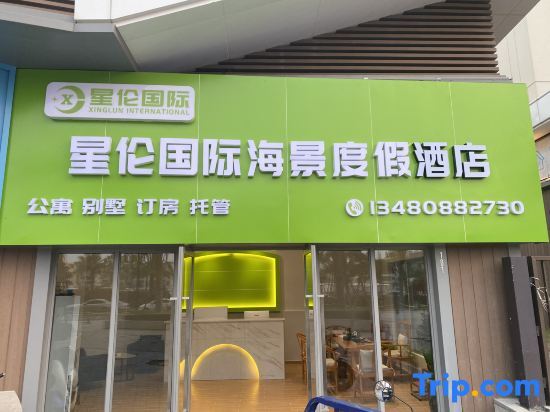 星伦国际
XINGLUN INTERNATIONAL
星伦国际海景度假酒店
公寓 别墅 订房 托管
13480882730
Trip.com